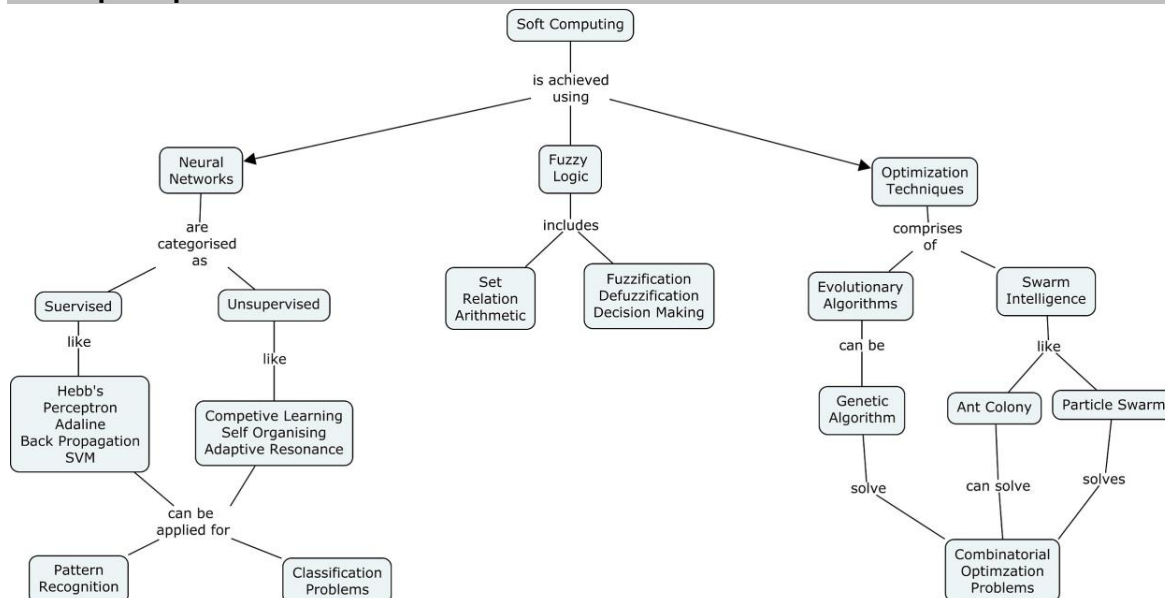 Soft Computing
is achieved
using
Neural
Networks
Fuzzy
Logic
Optimization
Techniques
are
categorised
as
includes
comprises
of
Suervised
Unsupervised
Set
Relation
Arithmetic
Fuzzification
Defuzzification
Decision Making
Evolutionary
Algorithms
Swarm
Intelligence
like
like
can be
like
Hebb's
Perceptron
Adaline
Back Propagation
SVM
Competive Learning
Self Organising
Adaptive Resonance
Genetic
Algorithm
Ant Colony
Particle Swarm
solve
can solve
solves
can be
applied for
Pattern
Recognition
Classification
Problems
Combinatorial
Optimzation
Problems